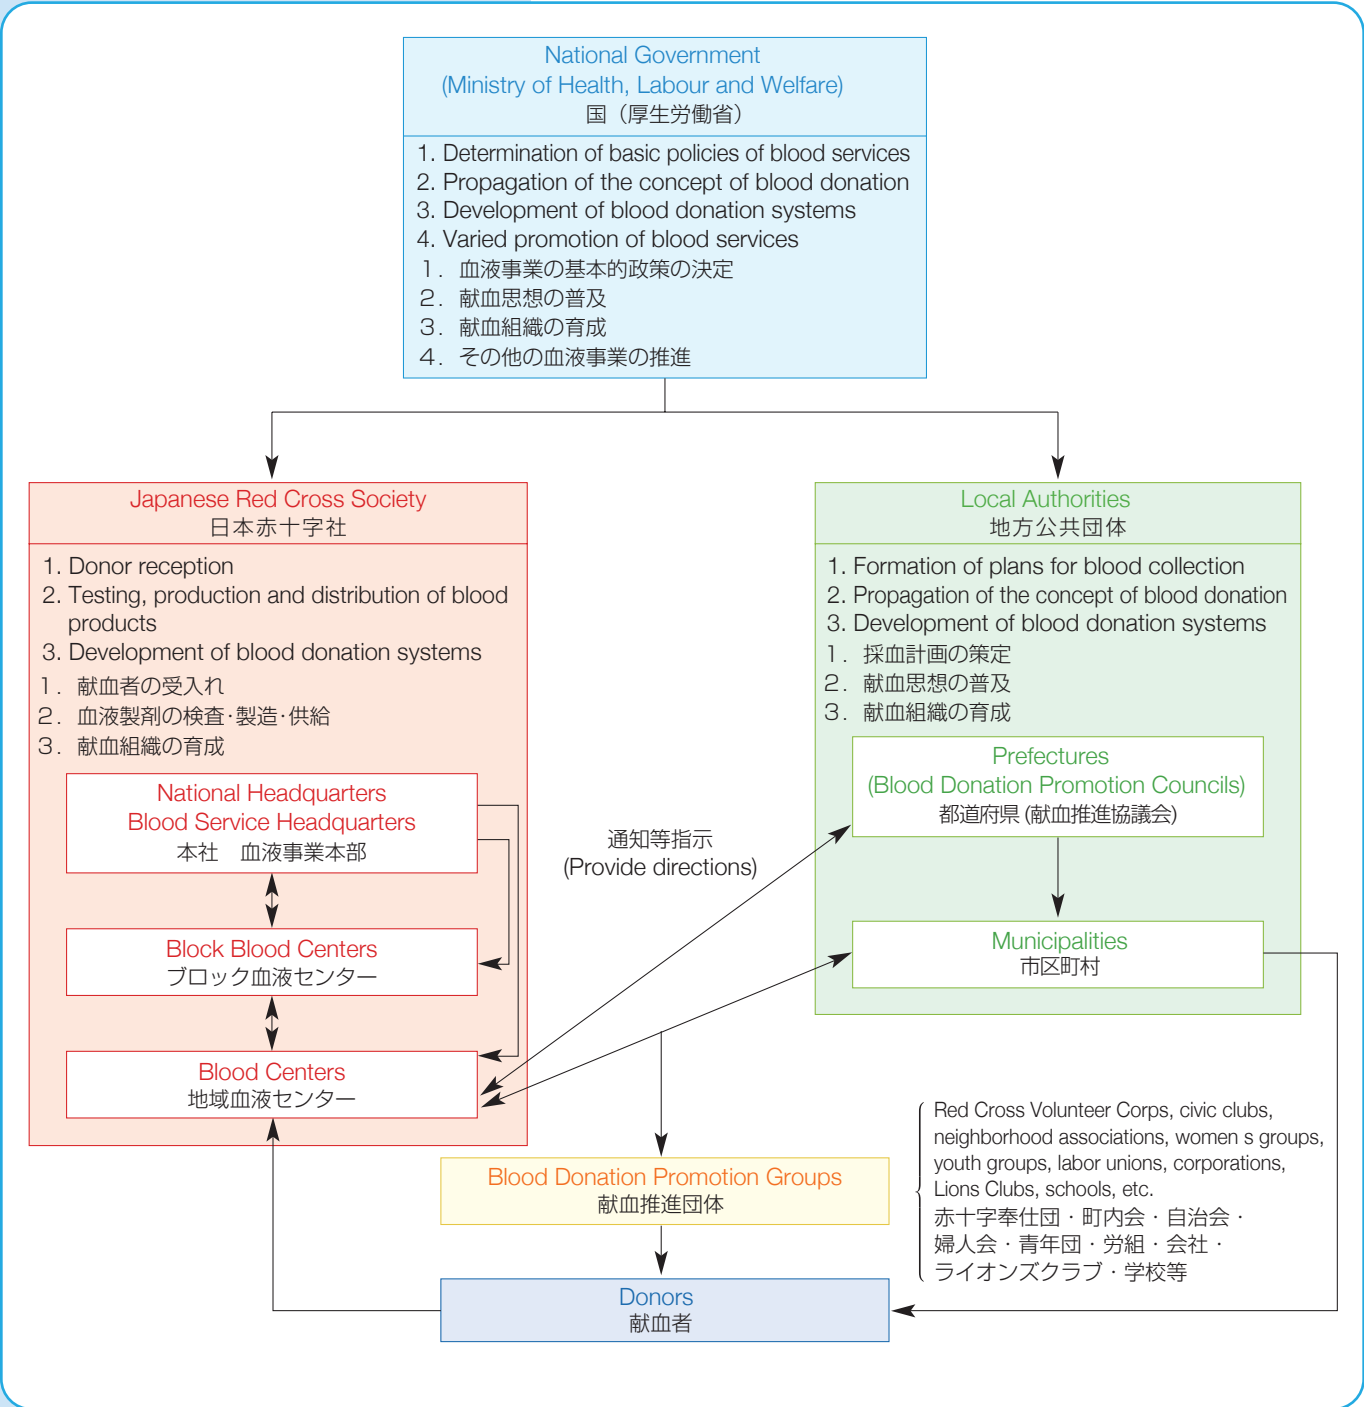 National Government
(Ministry of Health, Labour and Welfare)
国（厚生労働省）
1. Determination of basic policies of blood services
2. Propagation of the concept of blood donation
3. Development of blood donation systems
4. Varied promotion of blood services
１．血液事業の基本的政策の決定
２．献血思想の普及
３．献血組織の育成
４．その他の血液事業の推進
Japanese Red Cross Society
日本赤十字社
1. Donor reception
2. Testing, production and distribution of blood
products
3. Development of blood donation systems
１．献血者の受入れ
２．血液製剤の検査･製造･供給
３．献血組織の育成
National Headquarters
Blood Service Headquarters
本社　血液事業本部
Block Blood Centers
ブロック血液センター
Blood Centers
地域血液センター
通知等指示
(Provide directions)
Local Authorities
地方公共団体
1. Formation of plans for blood collection
2. Propagation of the concept of blood donation
3. Development of blood donation systems
１．採血計画の策定
２．献血思想の普及
３．献血組織の育成
Prefectures
(Blood Donation Promotion Councils)
都道府県 (献血推進協議会)
Municipalities
市区町村
Blood Donation Promotion Groups
献血推進団体
Red Cross Volunteer Corps, civic clubs,
neighborhood associations, women s groups,
youth groups, labor unions, corporations,
Lions Clubs, schools, etc.
赤十字奉仕団・町内会・自治会・
婦人会・青年団・労組・会社・
ライオンズクラブ・学校等
Donors
献血者